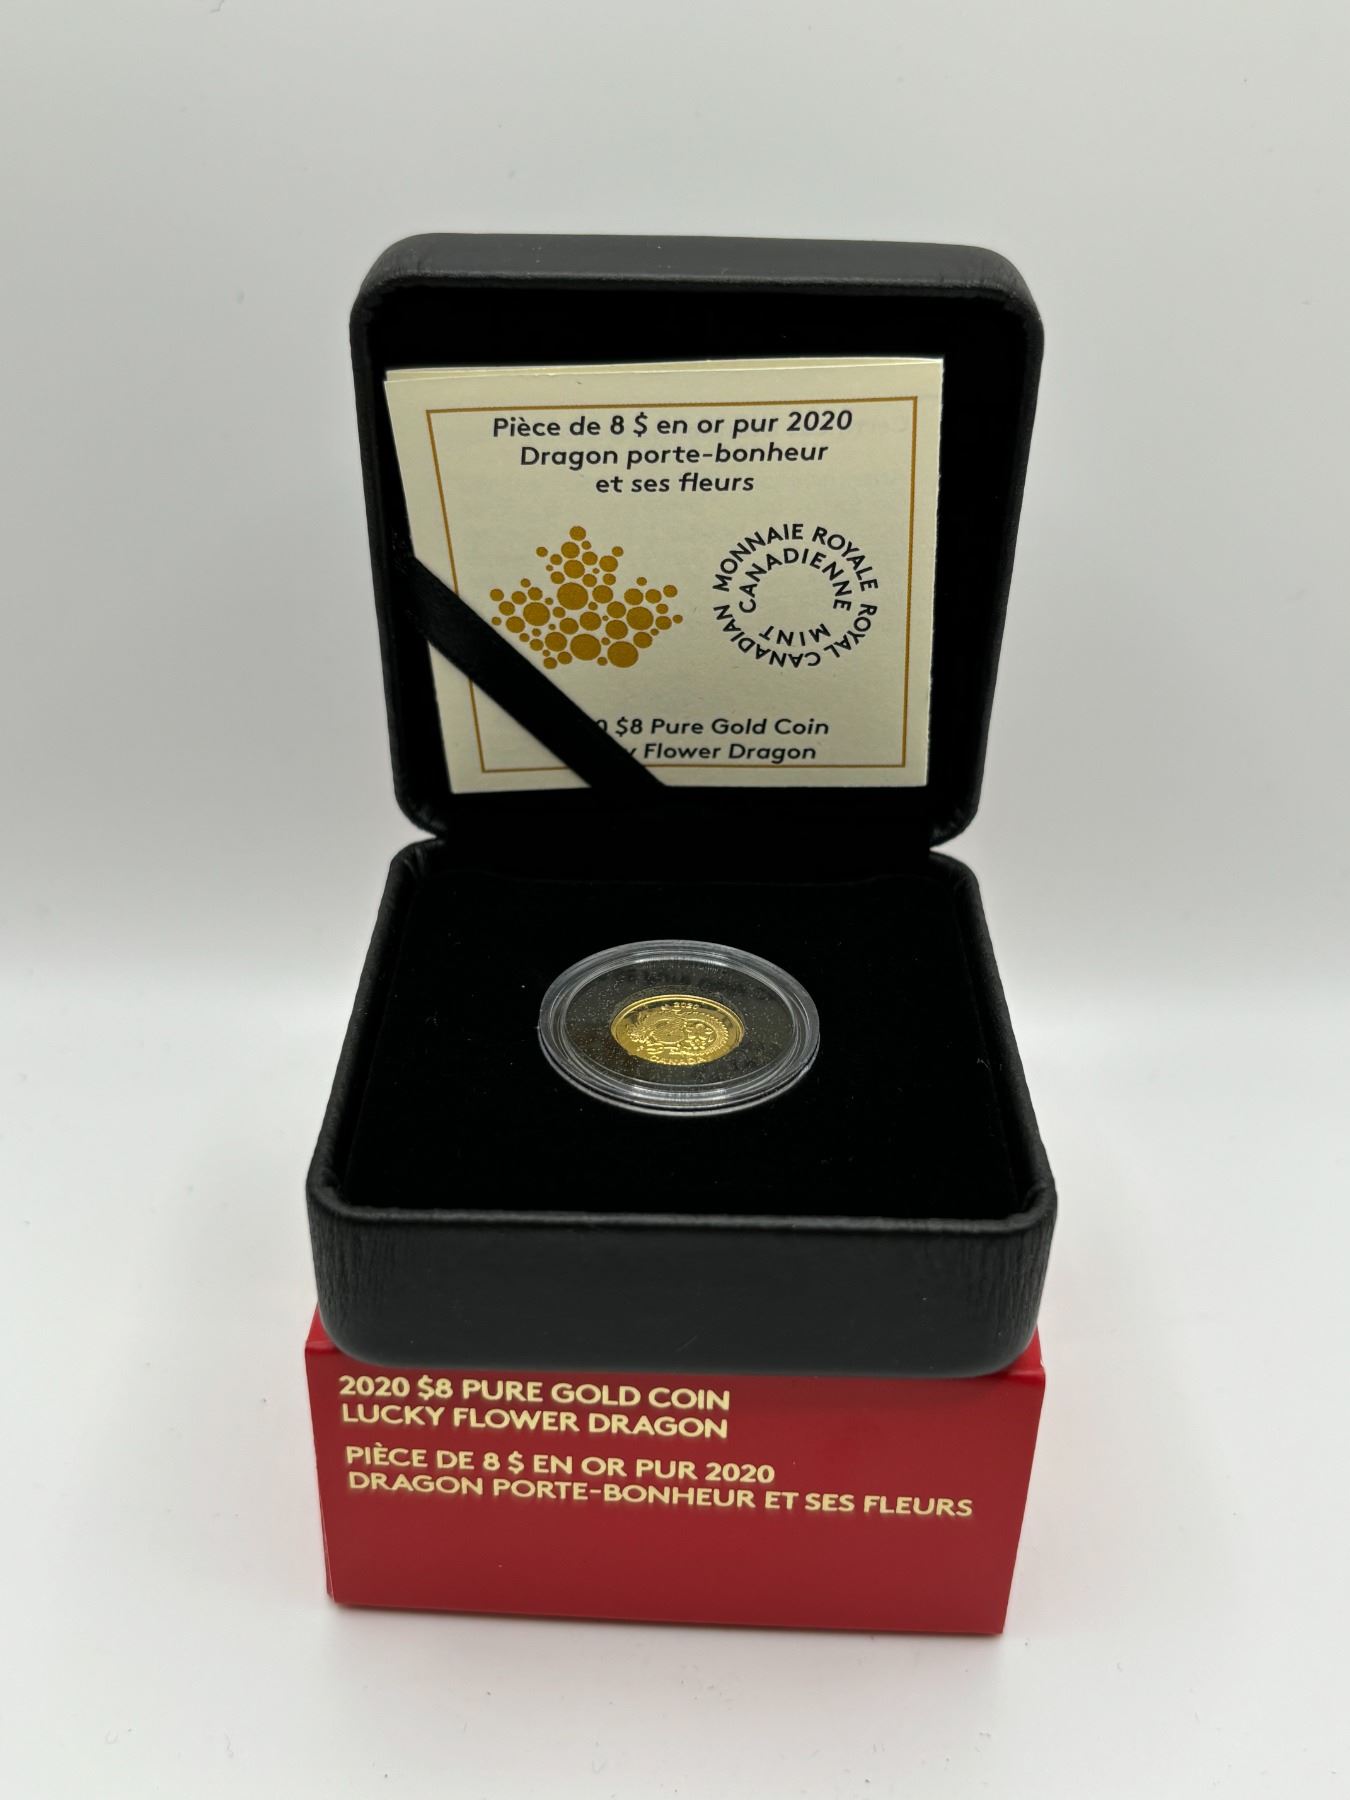 Pièce de 8 $ en or pur 2020
Dragon porte-bonheur
et ses fleurs
MONNAIE ROYALE CANADIENNE
ROYAL CANADIAN MINT
$8 Pure Gold Coin
Flower Dragon
2020
CANADA
2020 $8 PURE GOLD COIN
LUCKY FLOWER DRAGON
PIÈCE DE 8 $ EN OR PUR 2020
DRAGON PORTE-BONHEUR ET SES FLEURS